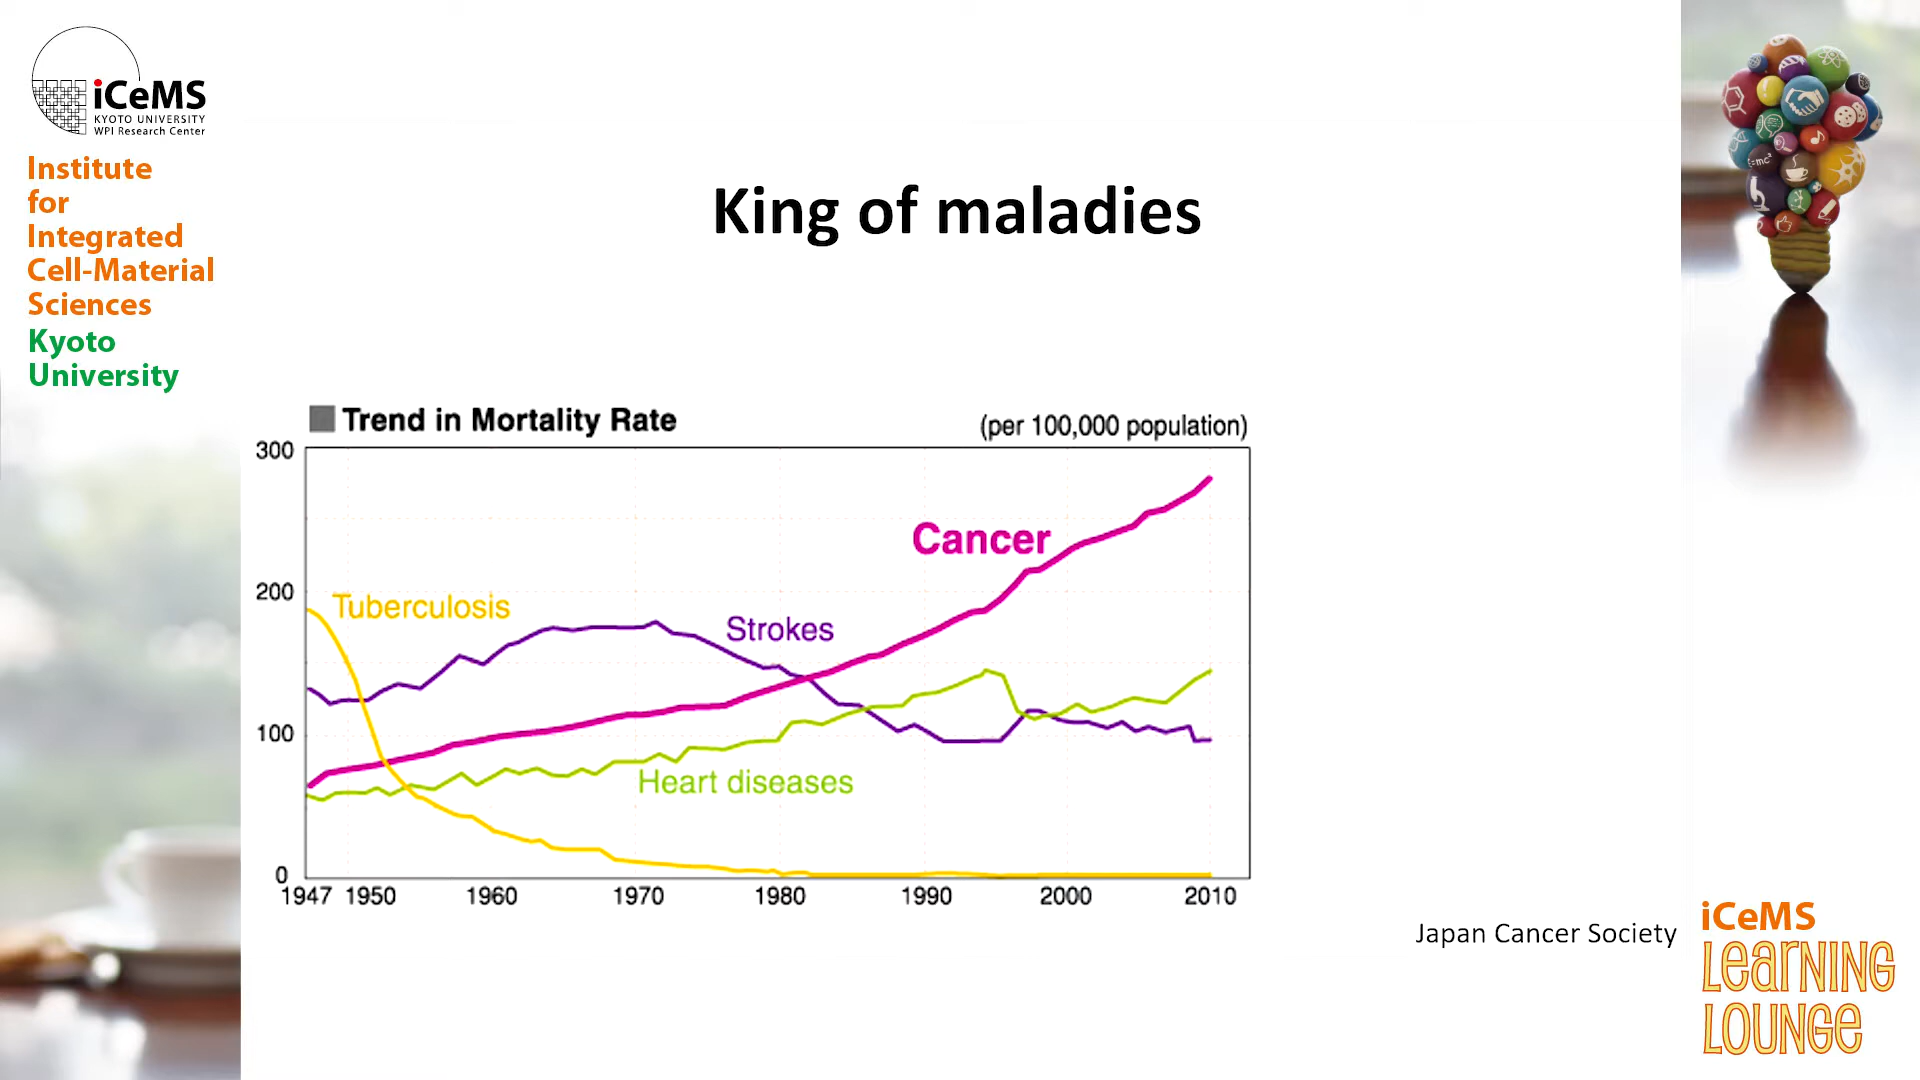 iCeMS
KYOTO UNIVERSITY
WPI Research Center
Institute
for
Integrated
Cell-Material
Sciences
Kyoto
University
King of maladies
Trend in Mortality Rate
(per 100,000 population)
300
200
100
0
Cancer
Tuberculosis
Strokes
Heart diseases
1947 1950 1960 1970 1980 1990 2000 2010
Japan Cancer Society
iCeMS
LeaRNING
LOUNGe